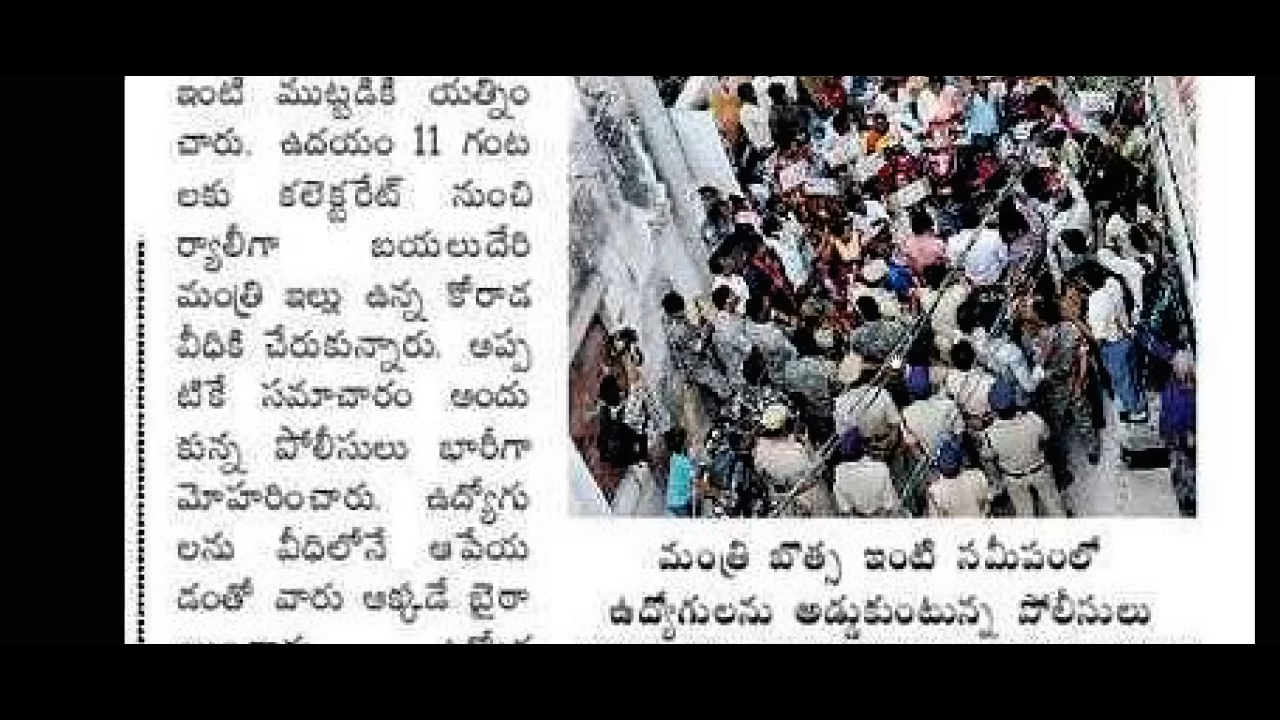 ఇంటి ముట్టడికి యత్నిం
చారు. ఉదయం 11 గంట
లకు కలెక్టరేట్ నుంచి
ర్యాలీగా బయలుదేరి
మంత్రి ఇల్లు ఉన్న కోరాడ
వీధికి చేరుకున్నారు. అప్ప
టికే సమాచారం అందు
కున్న పోలీసులు భారీగా
మోహరించారు. ఉద్యోగు
లను వీధిలోనే ఆపేయ
డంతో వారు ఆక్కడే బైఠా
మంత్రి బొత్స ఇంటి సమీపంలో
ఉద్యోగులను అడ్డుకుంటున్న పోలీసులు